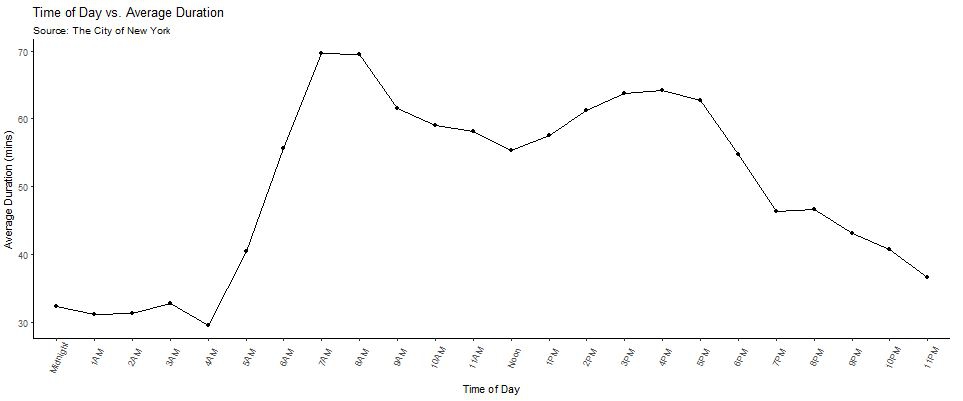 Time of Day vs. Average Duration
Source: The City of New York
Average Duration (mins)
70
60
50
40
30
Midnight
1AM
2AM
3AM
4AM
5AM
6AM
7AM
8AM
9AM
10AM
11AM
Noon
1PM
2PM
3PM
4PM
5PM
6PM
7PM
8PM
9PM
10PM
11PM
Time of Day